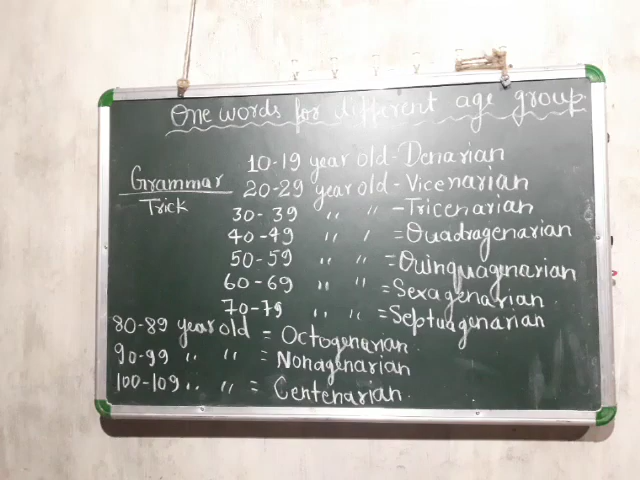 One words for different age group
Grammar
Trick
10-19 year old - Denarian
20-29 year old - Vicenarian
30-39 " " - Tricenarian
40-49 " " = Quadragenarian
50-59 " " = Quinquagenarian
60-69 " " = Sexagenarian
70-79 " " = Septuagenarian
80-89 year old = Octogenarian
90-99 " " = Nonagenarian
100-109 " " = Centenarian.